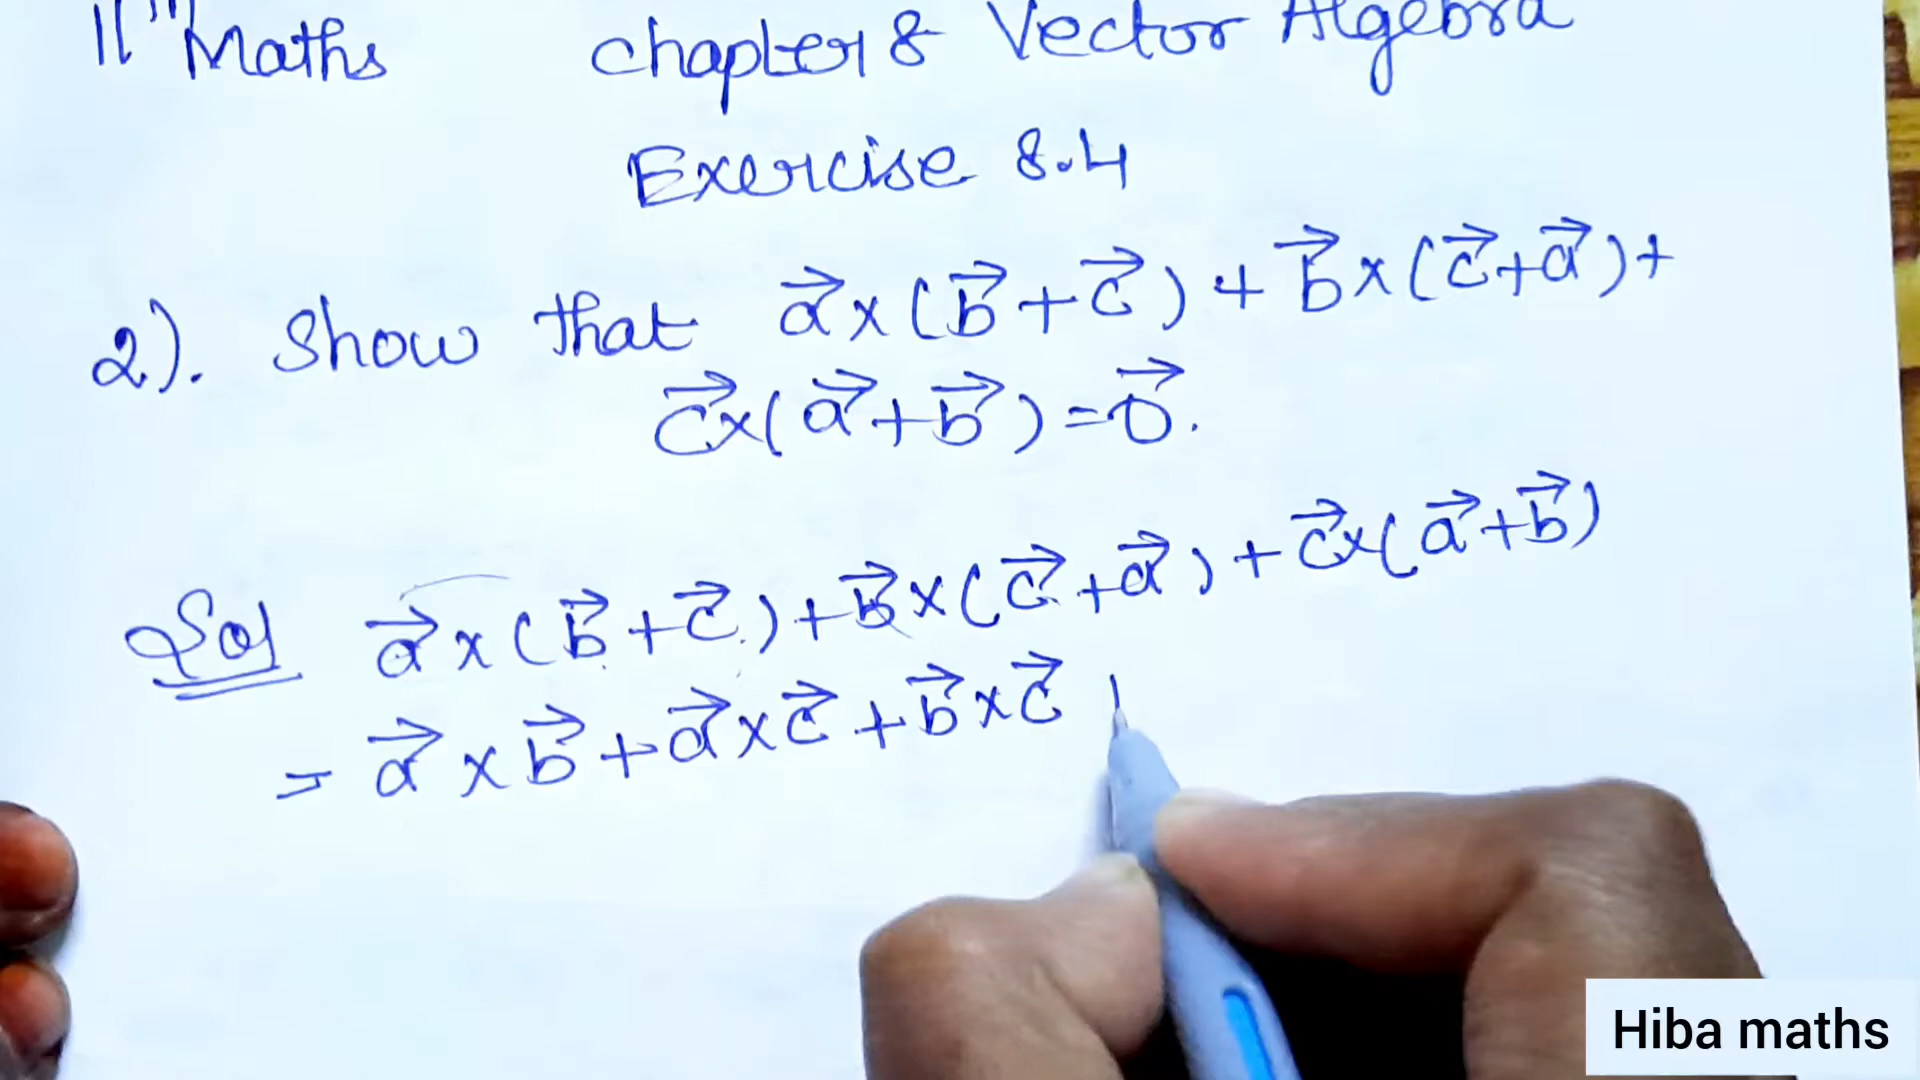 11th Maths Chapter 8 Vector Algebra
Exercise 8.4
2). Show that a⃗×(b⃗+c⃗)+b⃗×(c⃗+a⃗)+
c⃗×(a⃗+b⃗)=0⃗.
Sol a⃗×(b⃗+c⃗)+b⃗×(c⃗+a⃗)+c⃗×(a⃗+b⃗)
= a⃗×b⃗+a⃗×c⃗+b⃗×c⃗
Hiba maths